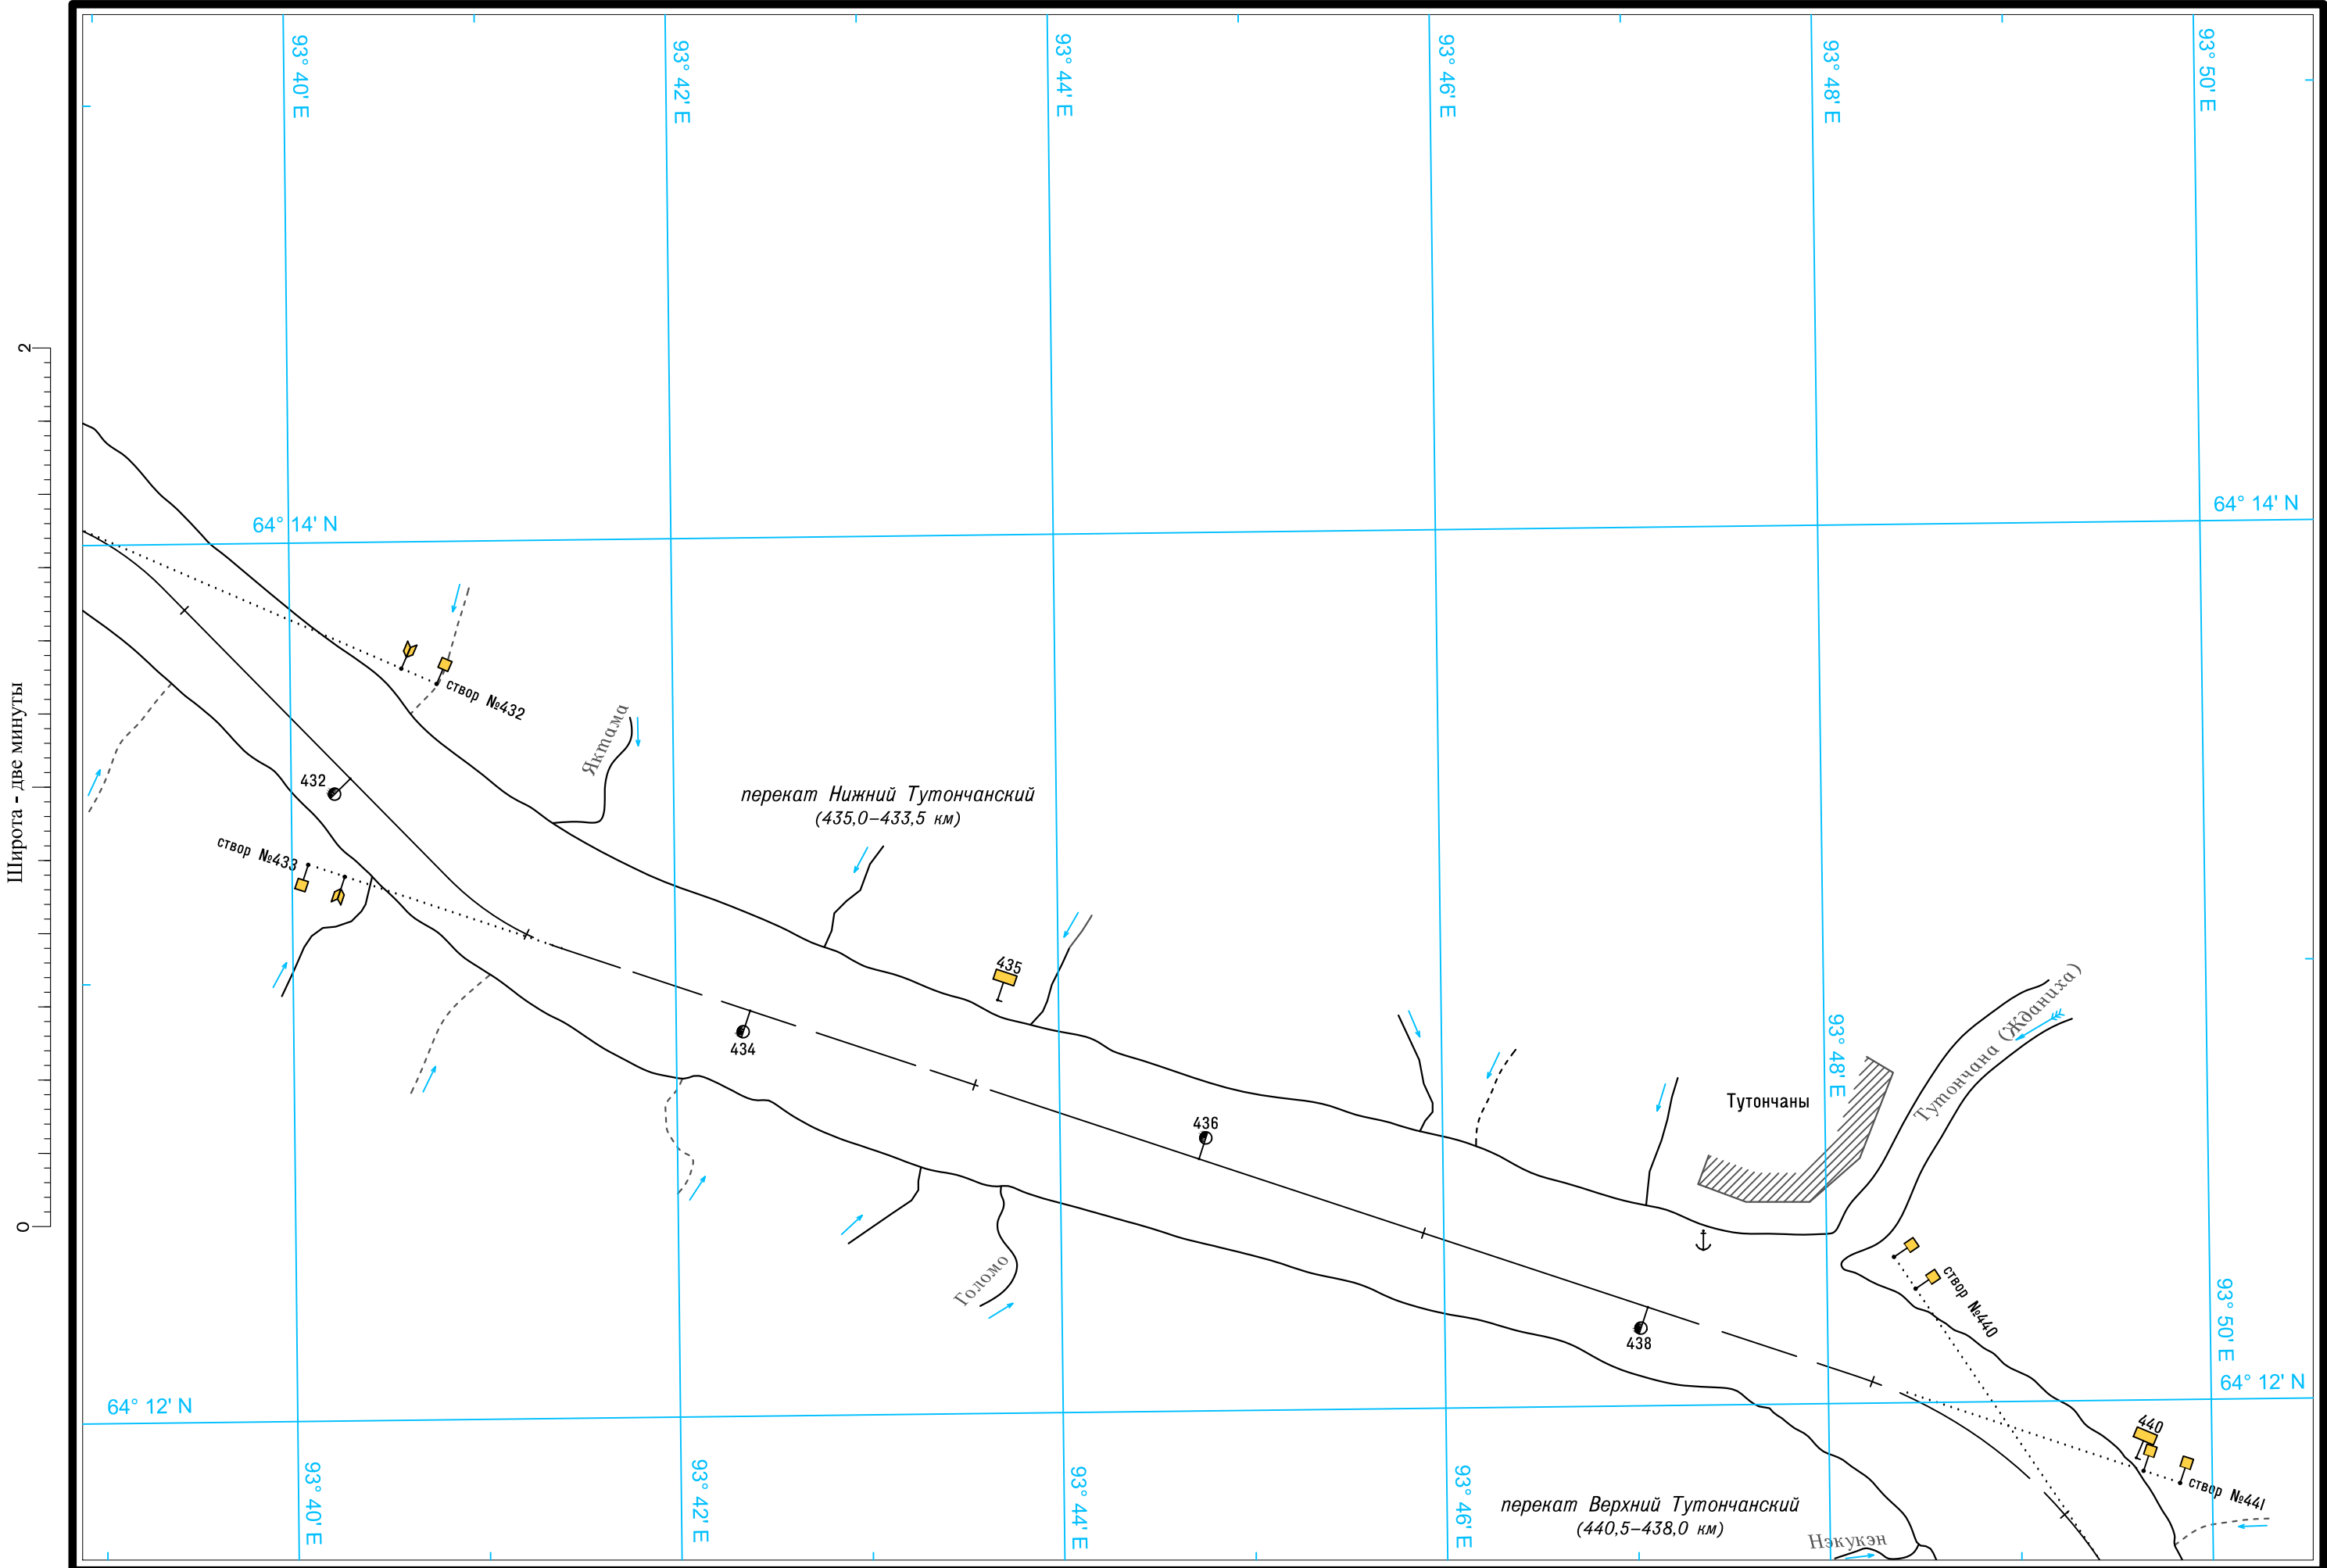 93° 40' E
93° 42' E
93° 44' E
93° 46' E
93° 48' E
93° 50' E
2
Широта - две минуты
0
64° 14' N
64° 14' N
створ №432
Яктама
432
перекат Нижний Тутончанский
(435,0–433,5 км)
створ №433
435
434
436
Тутончаны
93° 48' E
Тутончана (Жданиха)
Голомо
створ №440
438
93° 50' E
64° 12' N
64° 12' N
440
створ №441
93° 40' E
93° 42' E
93° 44' E
93° 46' E
перекат Верхний Тутончанский
(440,5–438,0 км)
Нэкукэн